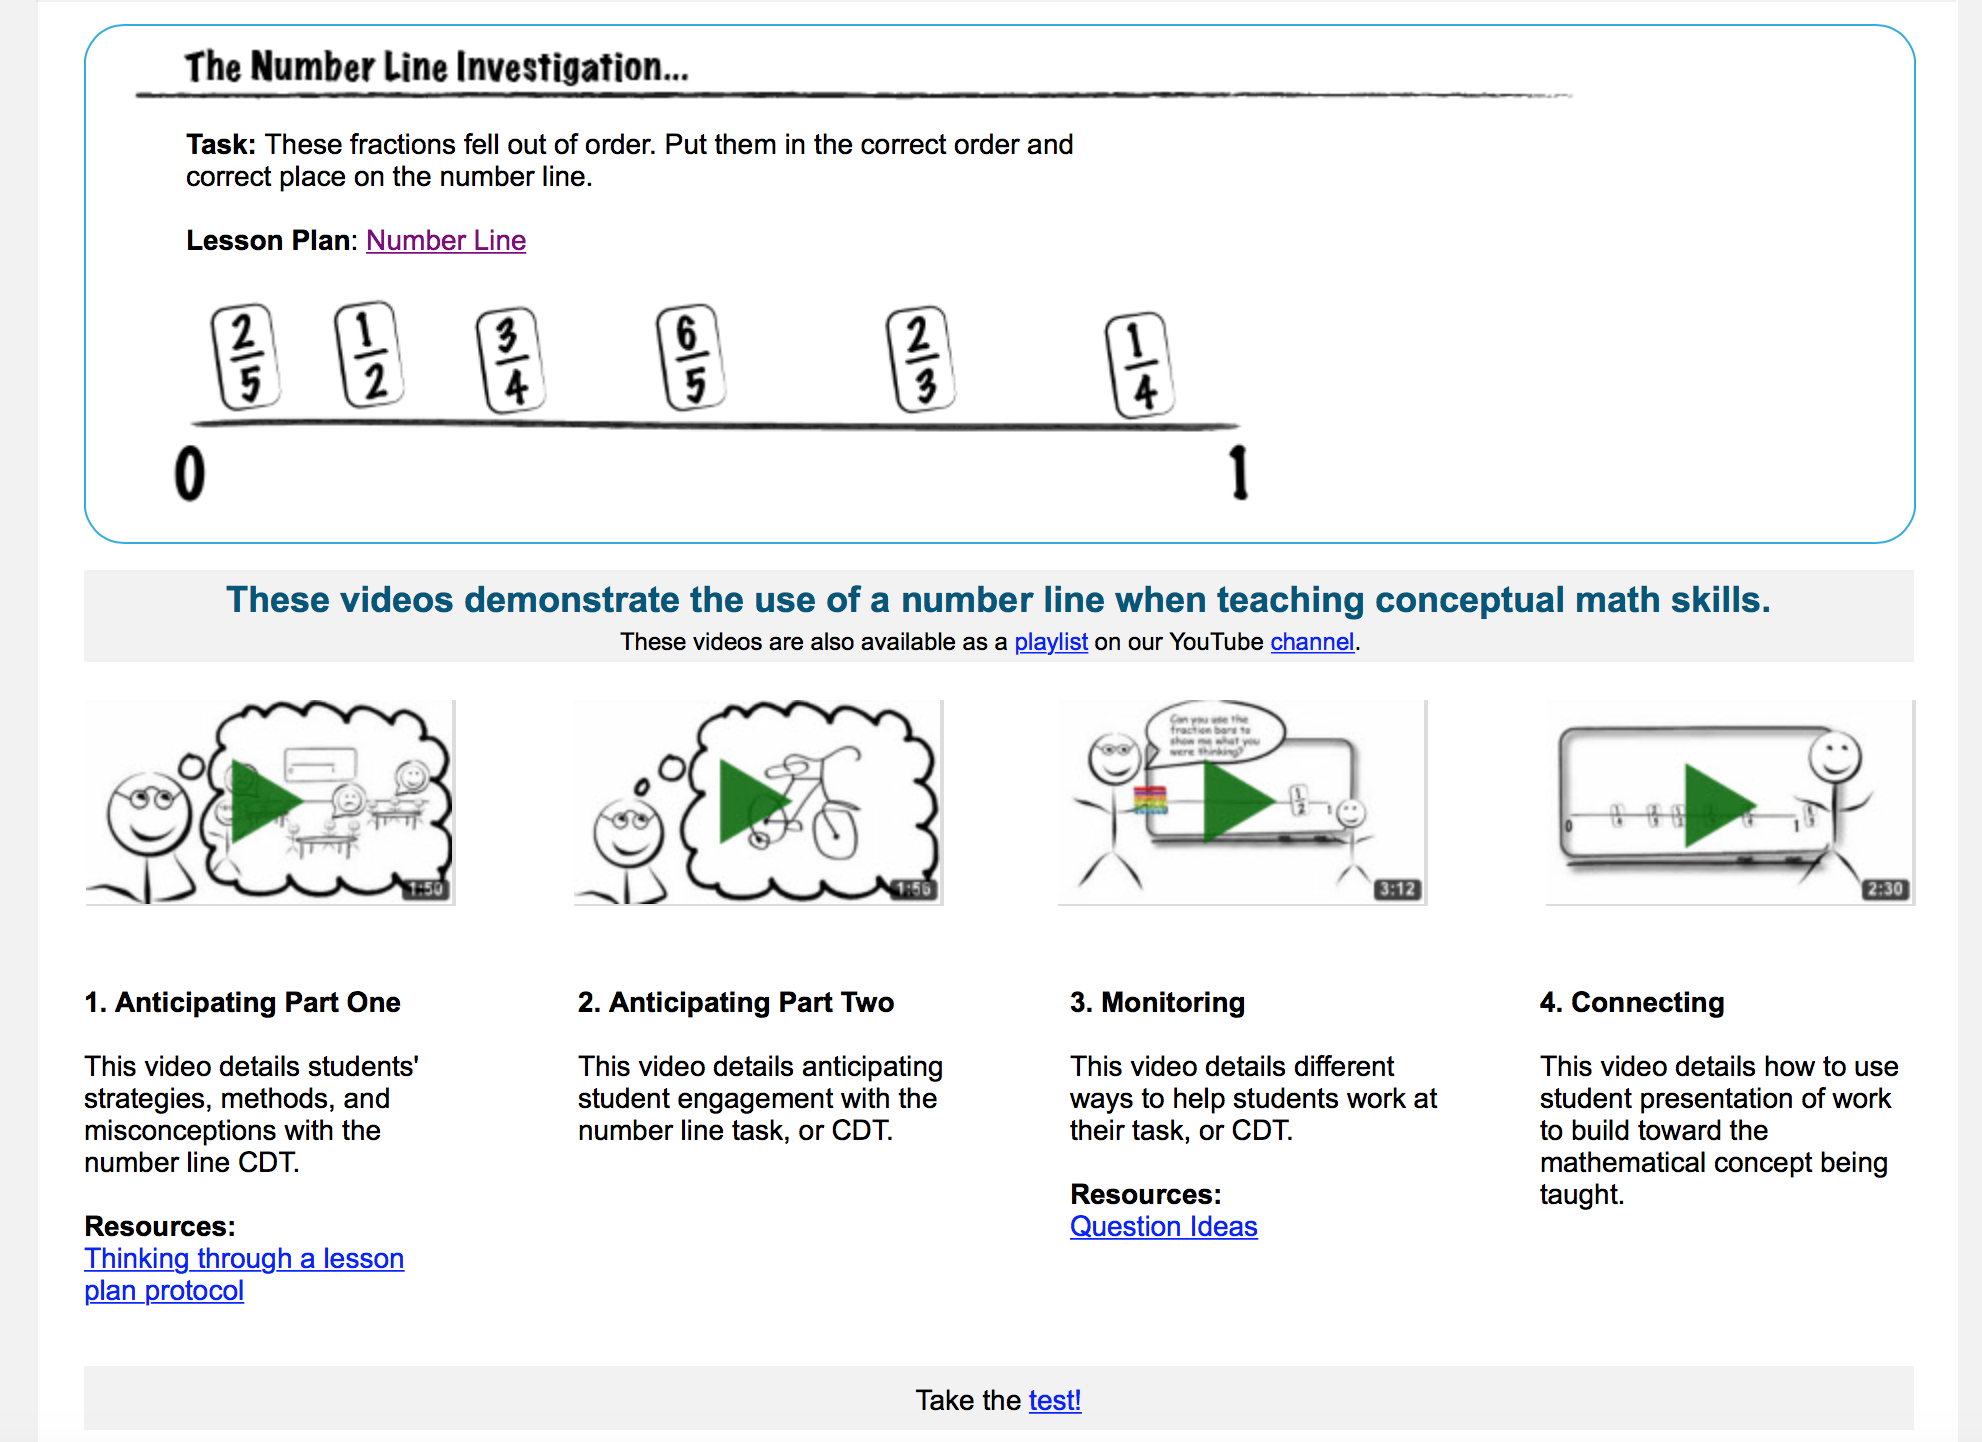 The Number Line Investigation...
Task: These fractions fell out of order. Put them in the correct order and
correct place on the number line.
Lesson Plan: Number Line
2/5 1/2 3/4 6/5 2/3 1/4
0 1
These videos demonstrate the use of a number line when teaching conceptual math skills.
These videos are also available as a playlist on our YouTube channel.
1:50
1:56
Can you use the
fraction bars to
show me what you
were thinking?
1/2
1
3:12
0 1
2:30
1. Anticipating Part One
This video details students'
strategies, methods, and
misconceptions with the
number line CDT.
Resources:
Thinking through a lesson
plan protocol
2. Anticipating Part Two
This video details anticipating
student engagement with the
number line task, or CDT.
3. Monitoring
This video details different
ways to help students work at
their task, or CDT.
Resources:
Question Ideas
4. Connecting
This video details how to use
student presentation of work
to build toward the
mathematical concept being
taught.
Take the test!